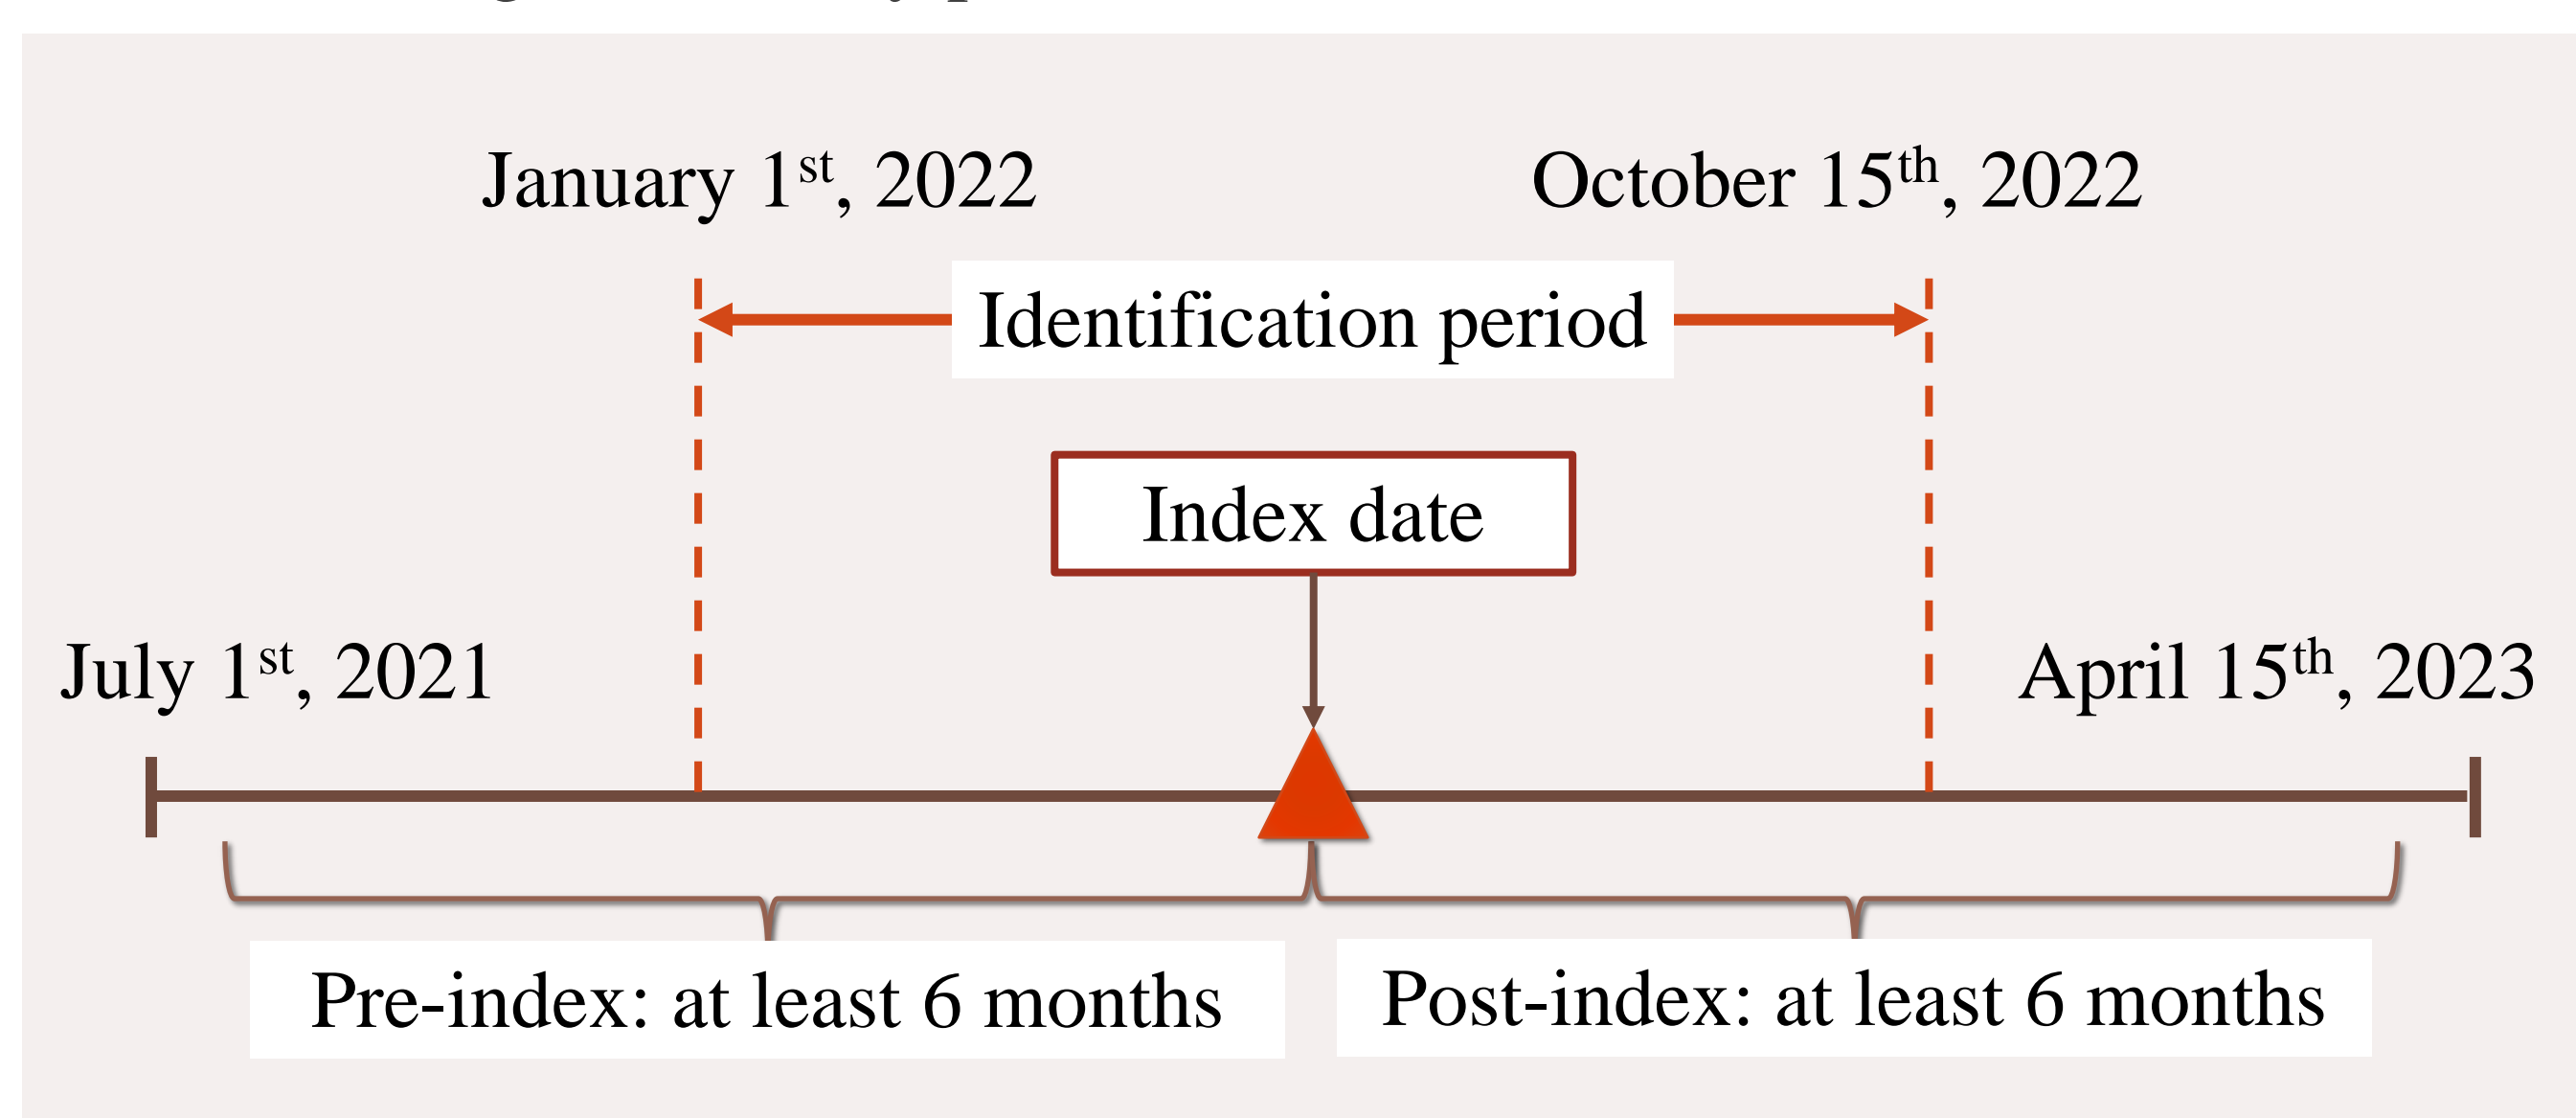 January 1st, 2022
October 15th, 2022
Identification period
Index date
July 1st, 2021
April 15th, 2023
Pre-index: at least 6 months
Post-index: at least 6 months